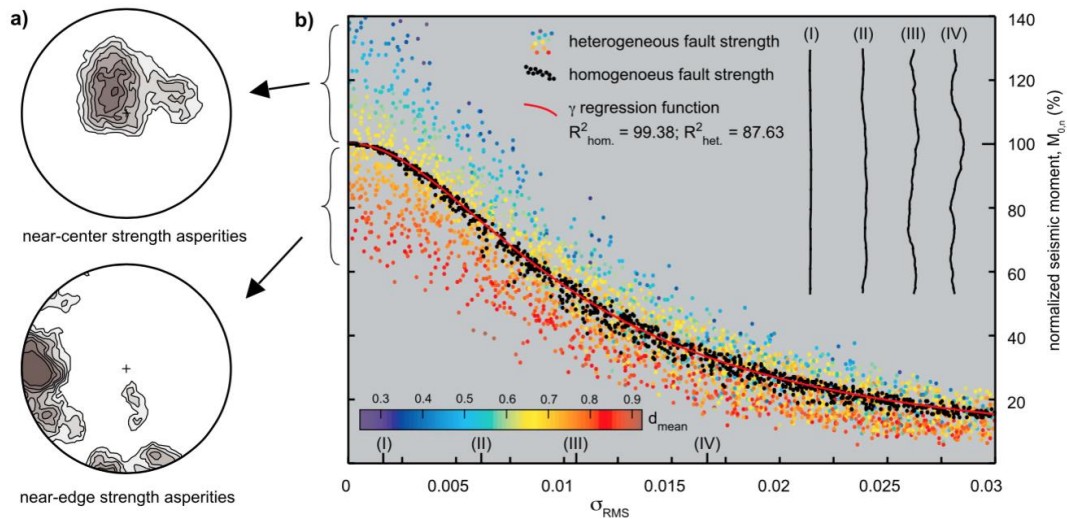 a)
near-center strength asperities
near-edge strength asperities
b)
heterogeneous fault strength
homogenoeus fault strength
γ regression function
R²hom. = 99.38; R²het. = 87.63
(I) (II) (III) (IV)
0.3 0.4 0.5 0.6 0.7 0.8 0.9 dmean
(I) (II) (III) (IV)
0 0.005 0.01 0.015 0.02 0.025 0.03
σRMS
140
120
100
80
60
40
20
normalized seismic moment, M0,n (%)